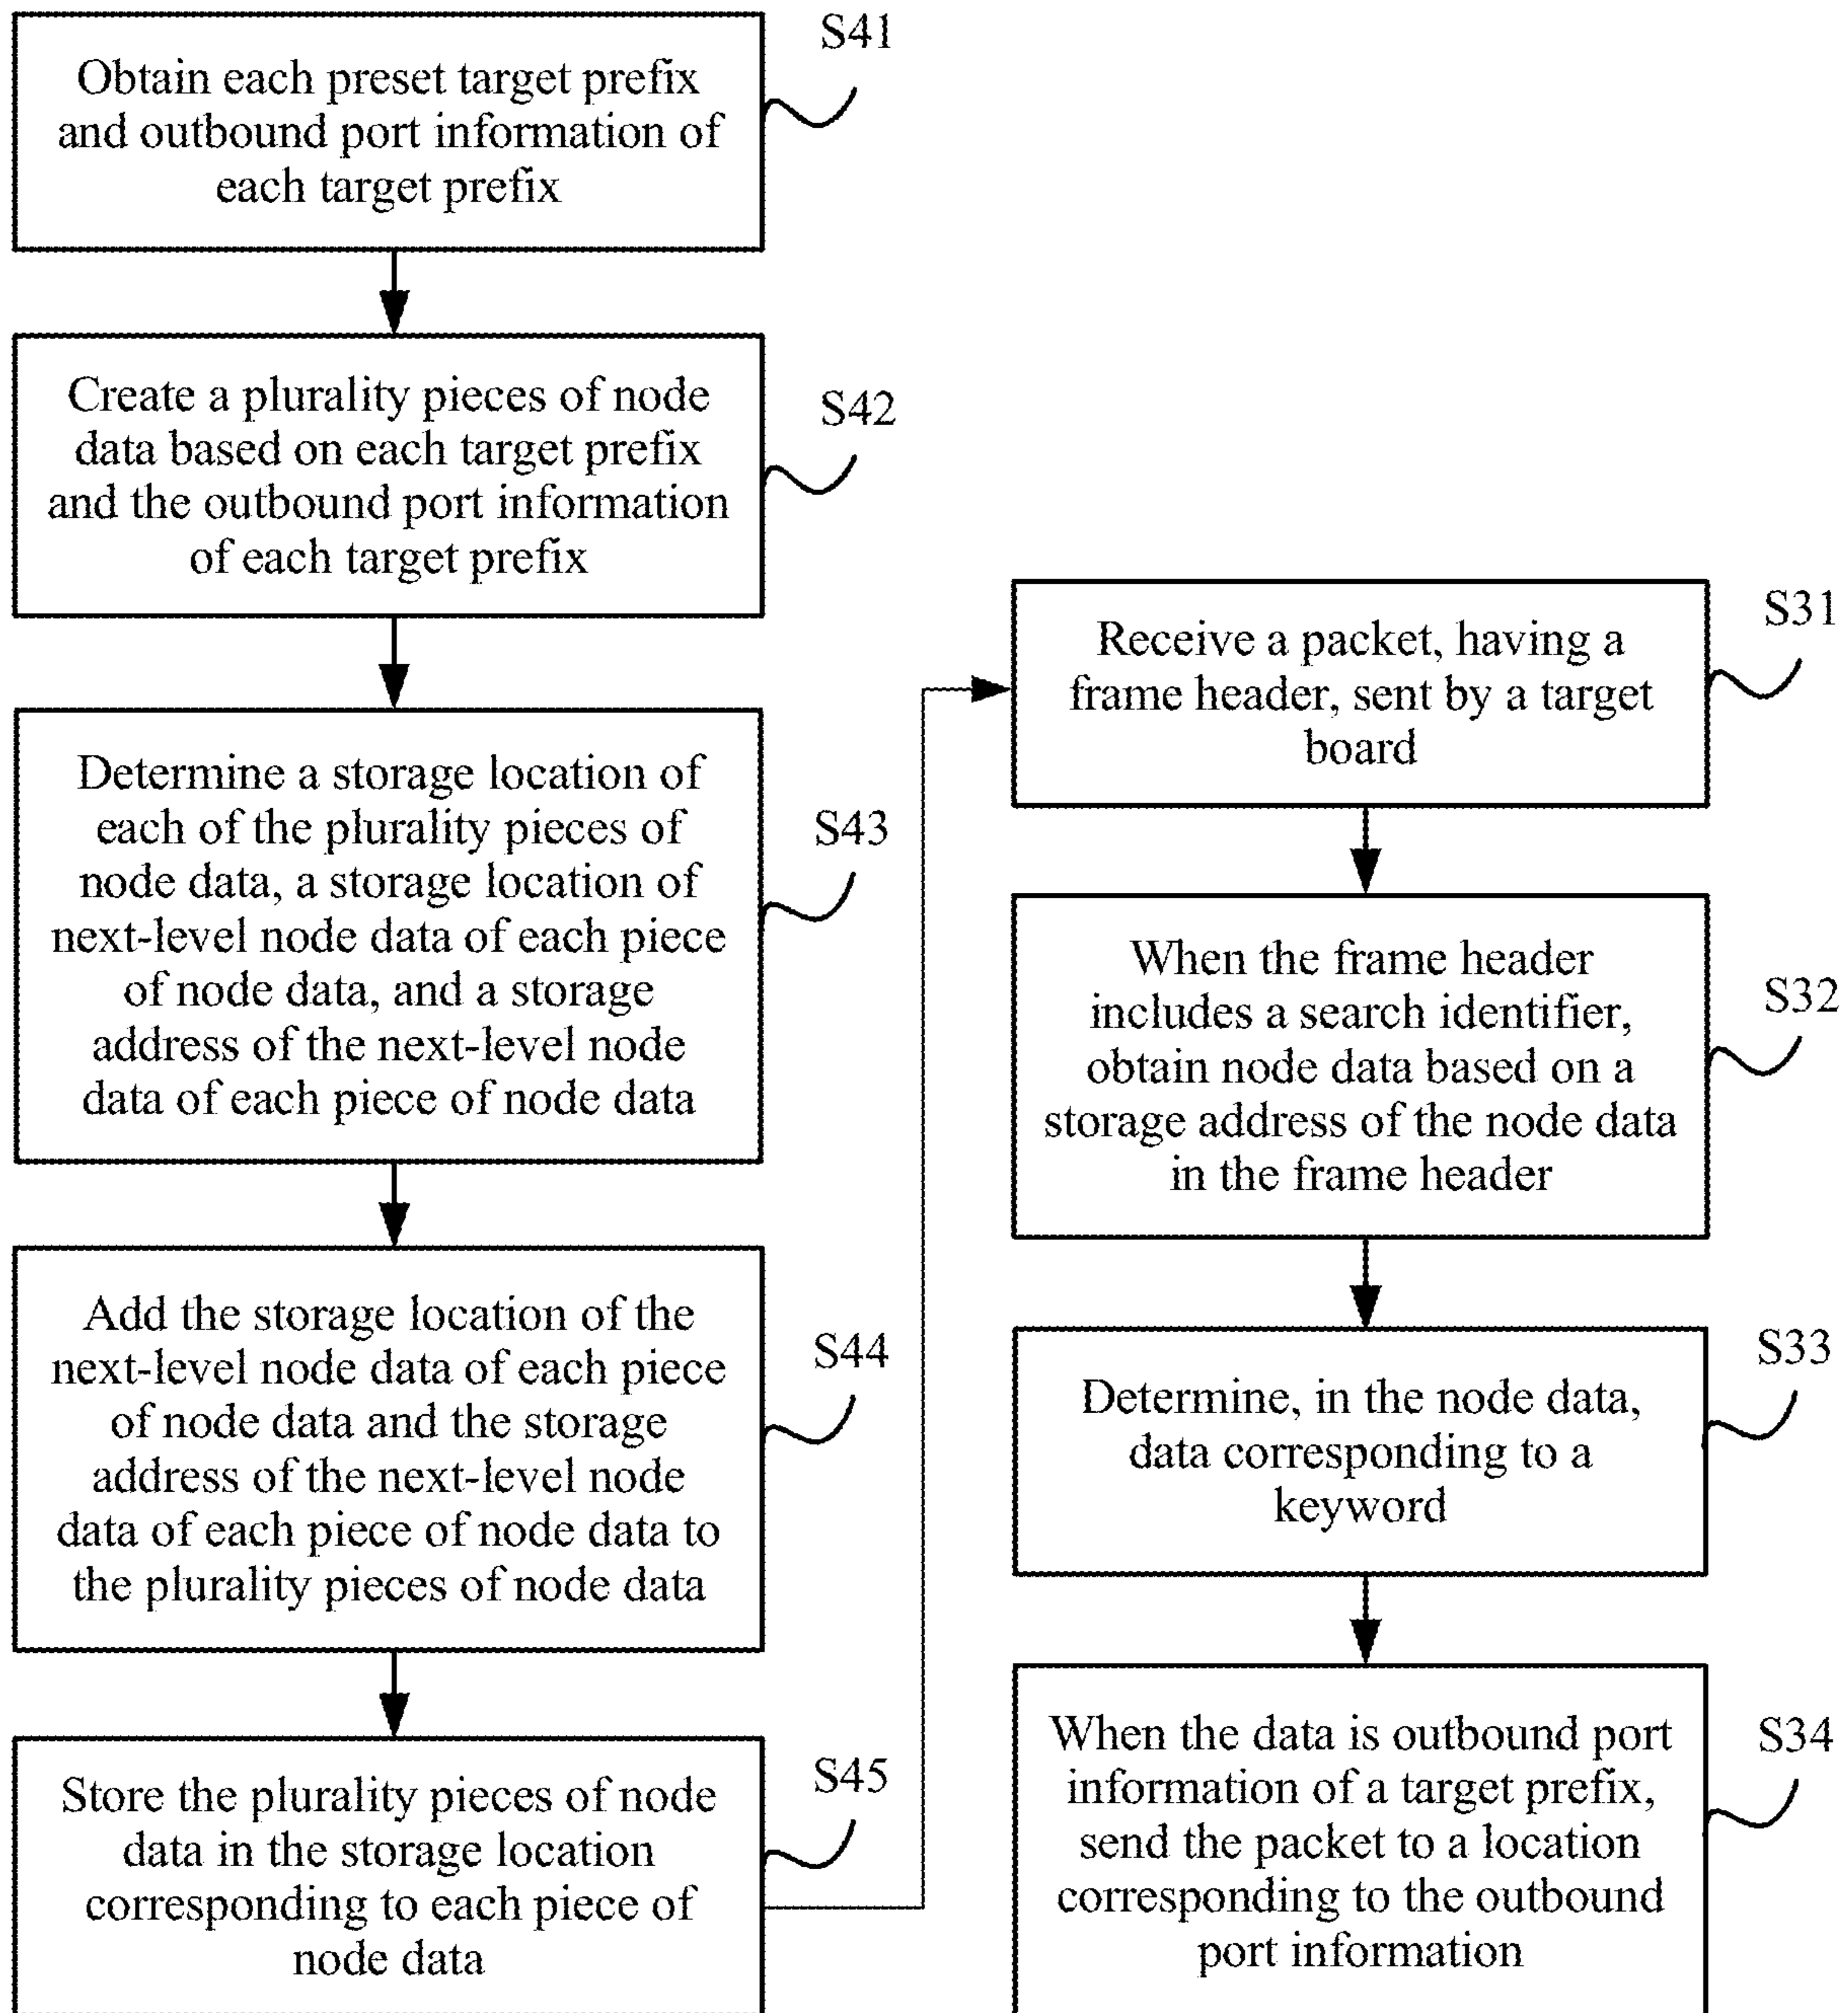 S41
Obtain each preset target prefix
and outbound port information of
each target prefix
S42
Create a plurality pieces of node
data based on each target prefix
and the outbound port information
of each target prefix
S43
Determine a storage location of
each of the plurality pieces of
node data, a storage location of
next-level node data of each piece
of node data, and a storage
address of the next-level node
data of each piece of node data
S44
Add the storage location of the
next-level node data of each piece
of node data and the storage
address of the next-level node
data of each piece of node data to
the plurality pieces of node data
S45
Store the plurality pieces of node
data in the storage location
corresponding to each piece of
node data
S31
Receive a packet, having a
frame header, sent by a target
board
S32
When the frame header
includes a search identifier,
obtain node data based on a
storage address of the node data
in the frame header
S33
Determine, in the node data,
data corresponding to a
keyword
S34
When the data is outbound port
information of a target prefix,
send the packet to a location
corresponding to the outbound
port information